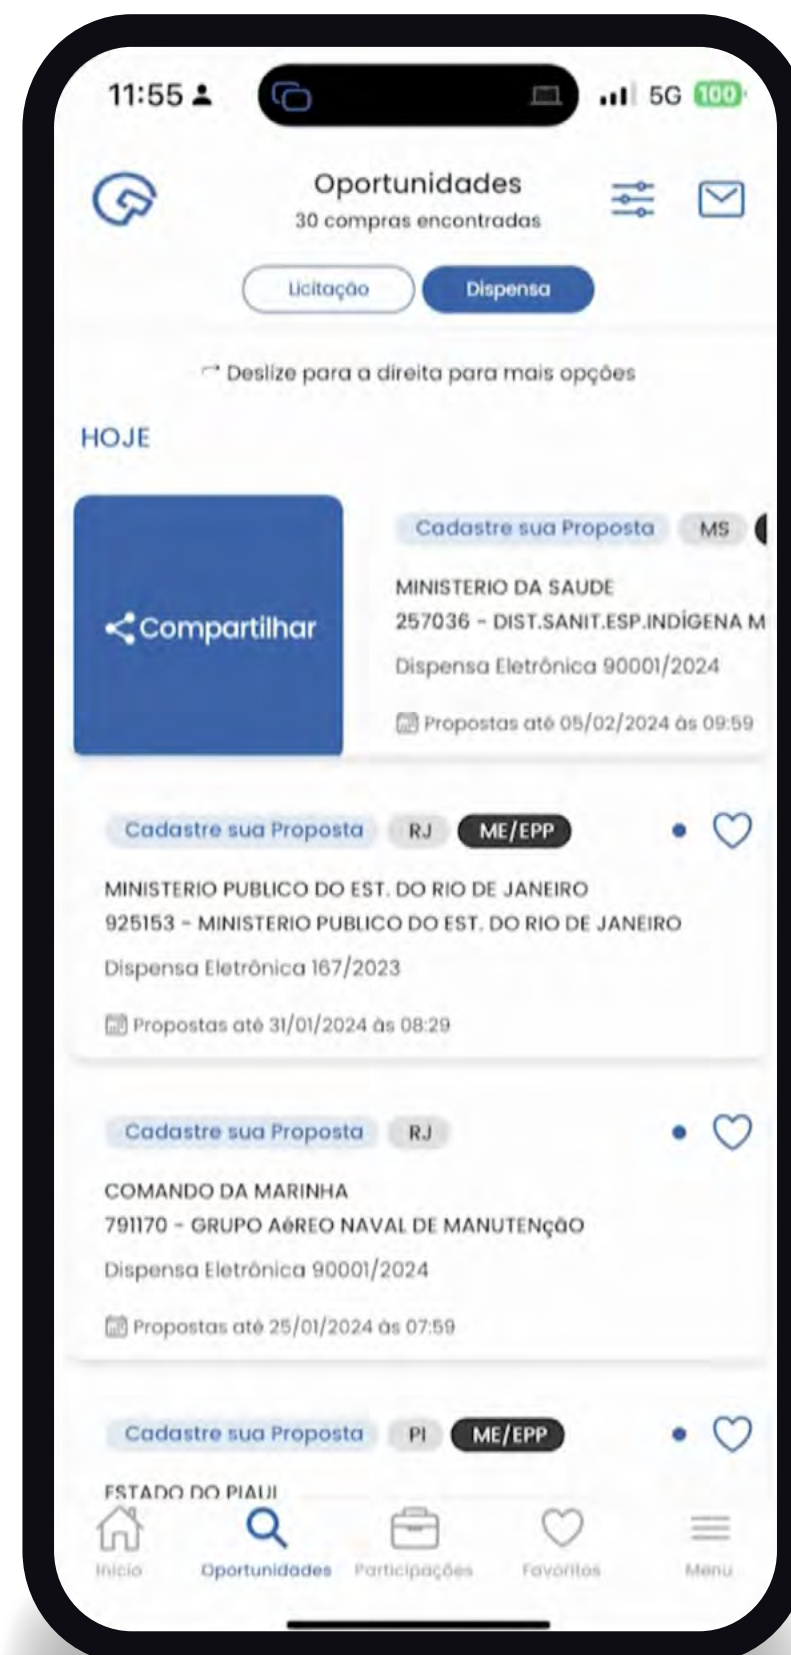 11:55
5G 100
Oportunidades
30 compras encontradas
Licitação Dispensa
Deslize para a direita para mais opções
HOJE
Compartilhar
Cadastre sua Proposta MS
MINISTERIO DA SAUDE
257036 - DIST.SANIT.ESP.INDÍGENA M
Dispensa Eletrônica 90001/2024
Propostas até 05/02/2024 às 09:59
Cadastre sua Proposta RJ ME/EPP
MINISTERIO PUBLICO DO EST. DO RIO DE JANEIRO
925153 - MINISTERIO PUBLICO DO EST. DO RIO DE JANEIRO
Dispensa Eletrônica 167/2023
Propostas até 31/01/2024 às 08:29
Cadastre sua Proposta RJ
COMANDO DA MARINHA
791170 - GRUPO AéREO NAVAL DE MANUTENçãO
Dispensa Eletrônica 90001/2024
Propostas até 25/01/2024 às 07:59
Cadastre sua Proposta PI ME/EPP
ESTADO DO PIAUI
Início Oportunidades Participações Favoritos Menu